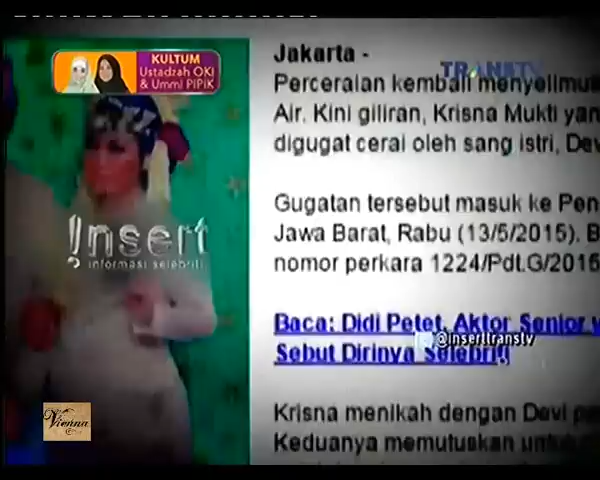 KULTUM
Ustadzah OKI
& Ummi PIPIK
TRANSTV
Jakarta -
Perceraian kembali menyelimu
Air. Kini giliran, Krisna Mukti yan
digugat cerai oleh sang istri, Dev
Gugatan tersebut masuk ke Pen
Jawa Barat, Rabu (13/5/2015). B
nomor perkara 1224/Pdt.G/2015
Insert
informasi selebriti
Baca: Didi Petet, Aktor Senior y
@inserttranstv
Sebut Dirinya Selebriti
Krisna menikah dengan Devi pa
Keduanya memutuskan untuk
Vienna